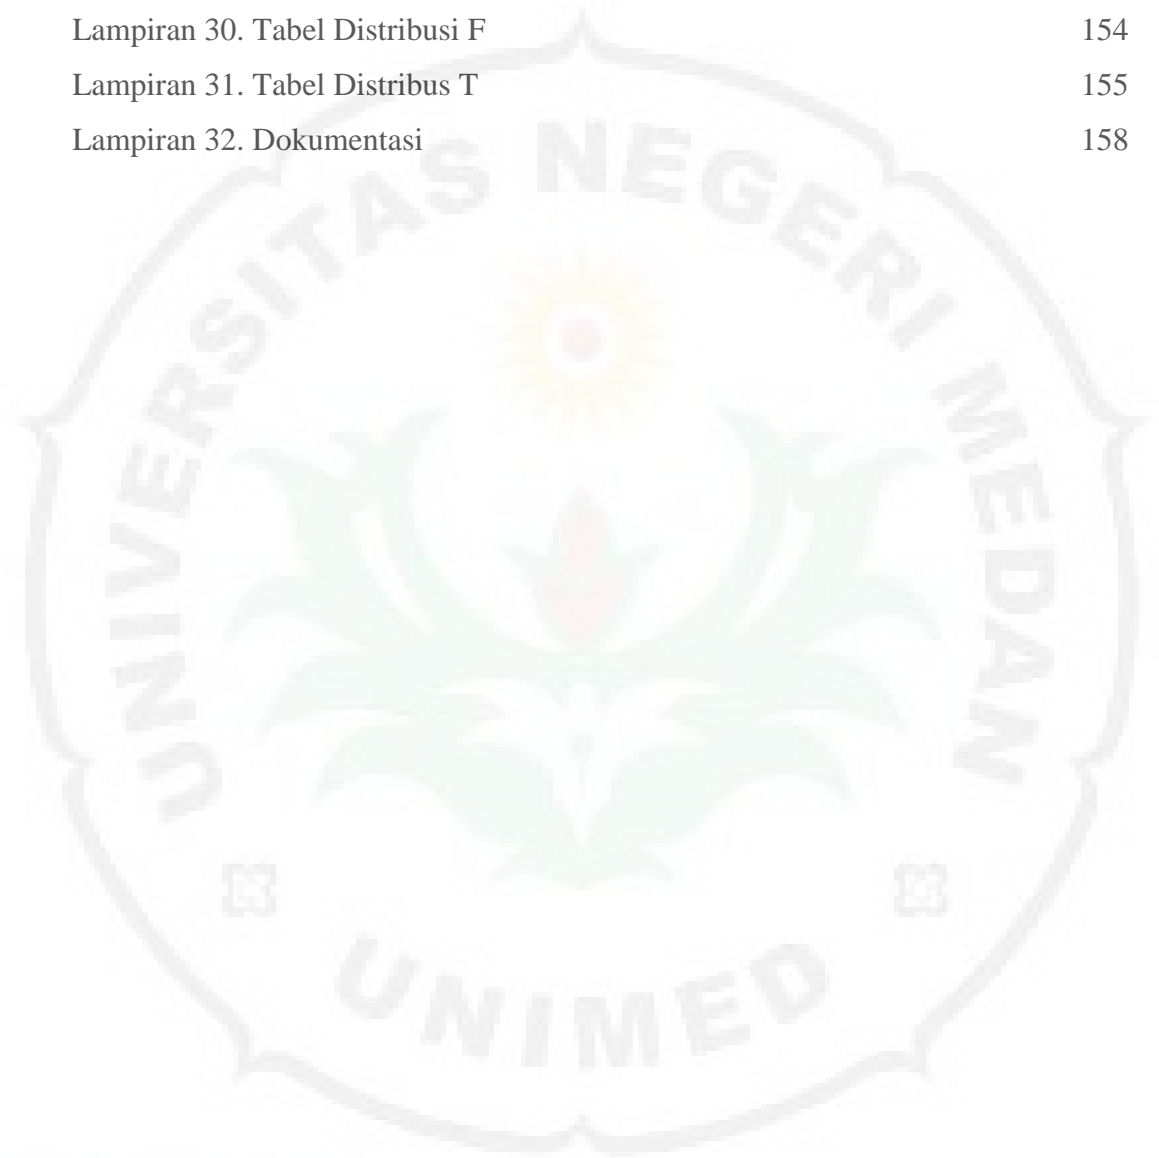 Lampiran 30. Tabel Distribusi F 154
Lampiran 31. Tabel Distribus T 155
Lampiran 32. Dokumentasi 158
UNIVERSITAS NEGERI MEDAN
UNIMED